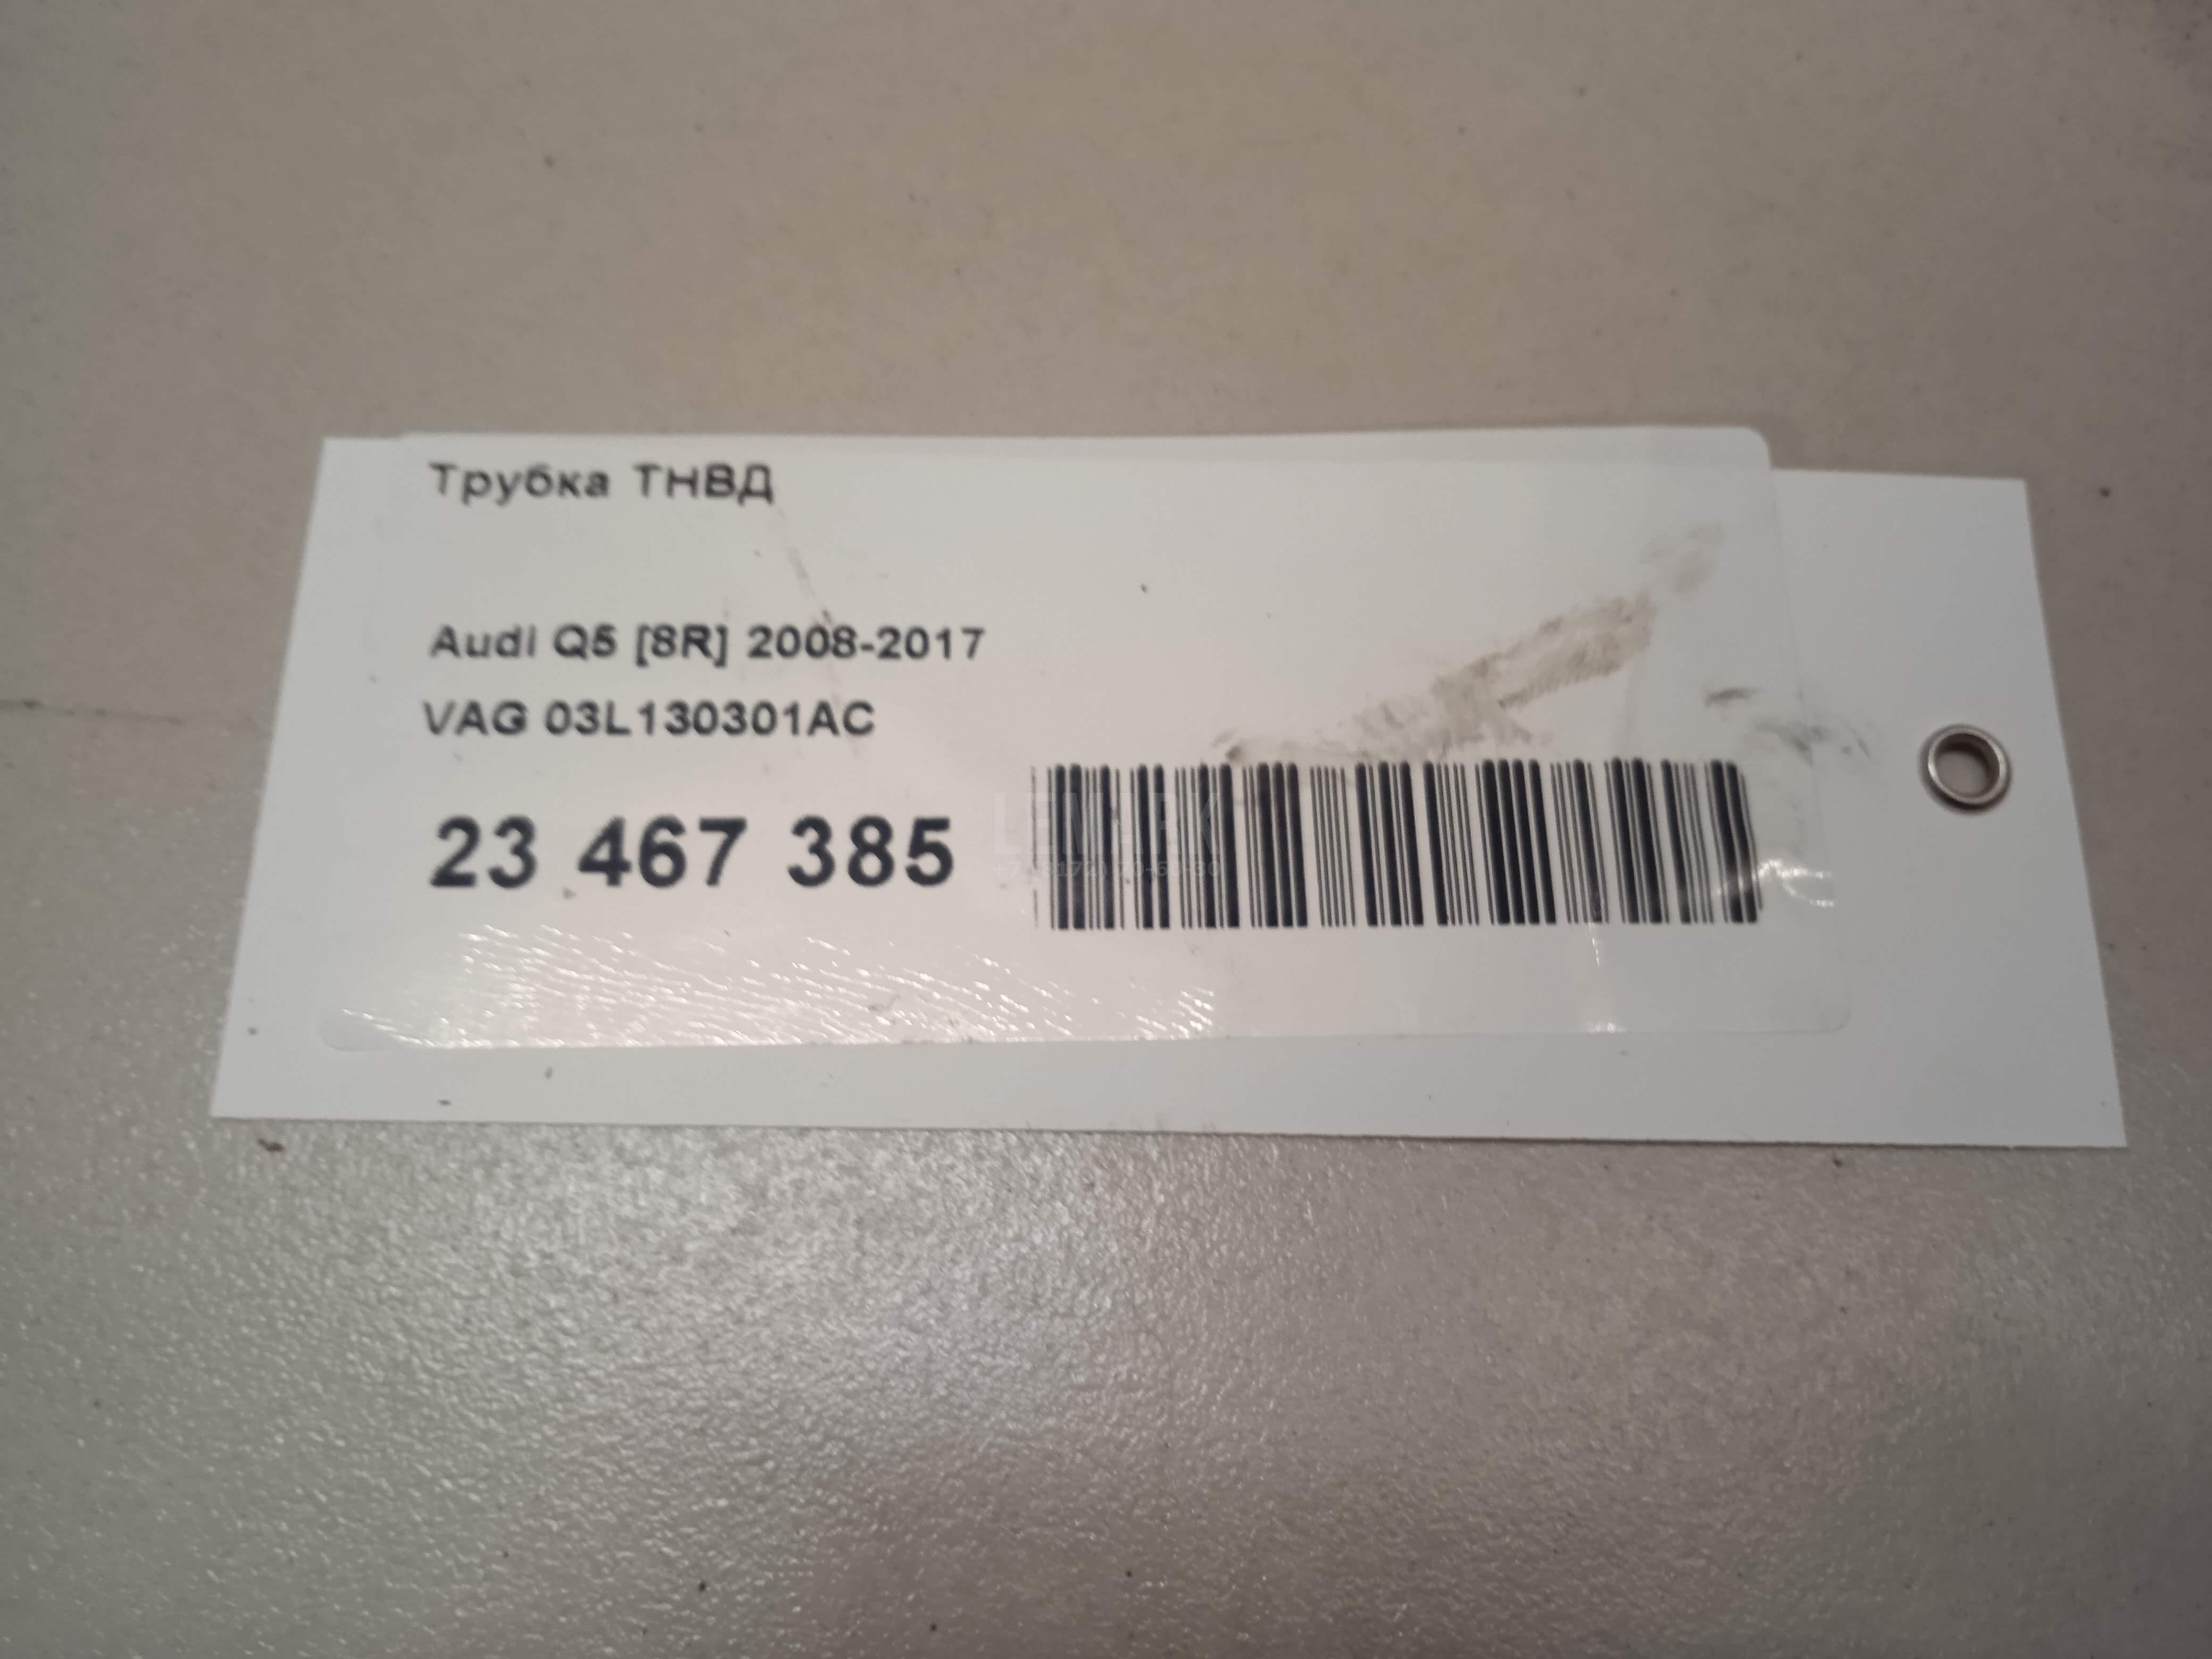 Трубка ТНВД
Audi Q5 [8R] 2008-2017
VAG 03L130301AC
23 467 385